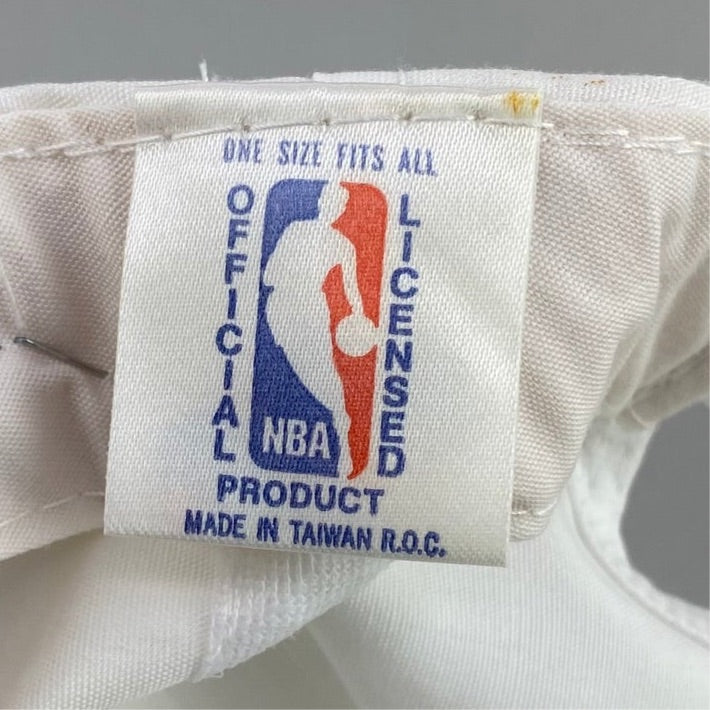 ONE SIZE FITS ALL
OFFICIAL
LICENSED
NBA
PRODUCT
MADE IN TAIWAN R.O.C.